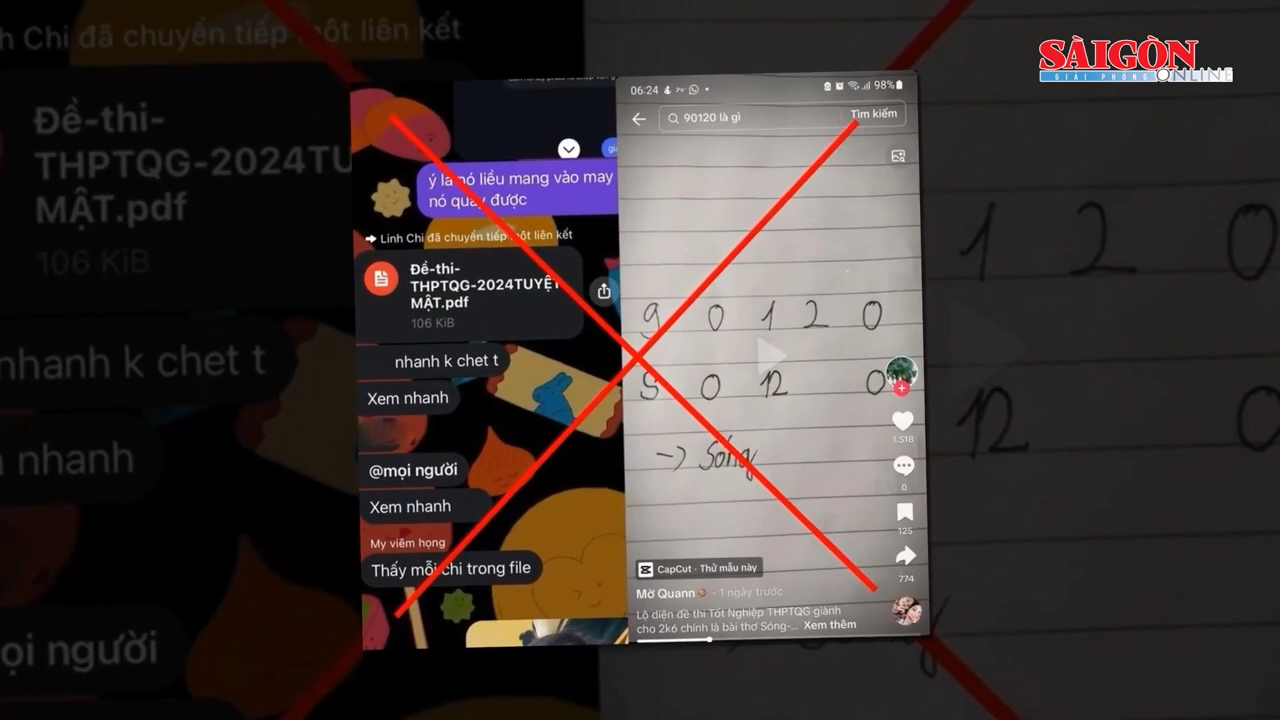 SÀIGÒN
GIẢI PHÓNG ONLINE
h Chi đã chuyển tiếp một liên kết
Đề-thi-
THPTQG-2024TU
MẬT.pdf
106 KiB
nhanh k chet t
nhanh
ọi người
ý là nó liều mang vào may
nó quay được
Linh Chi đã chuyển tiếp một liên kết
Đề-thi-
THPTQG-2024TUYỆT
MẬT.pdf
106 KiB
nhanh k chet t
Xem nhanh
@mọi người
Xem nhanh
My viêm họng
Thấy mỗi chi trong file
06:24
98%
90120 là gì
Tìm kiếm
9 0 1 2 0
S 0 12 0
-> Sóng
1.518
0
125
774
CapCut · Thử mẫu này
Mờ Quann · 1 ngày trước
Lộ diện đề thi Tốt Nghiệp THPTQG giành
cho 2k6 chính là bài thơ Sóng-... Xem thêm
1 2 0
12 0